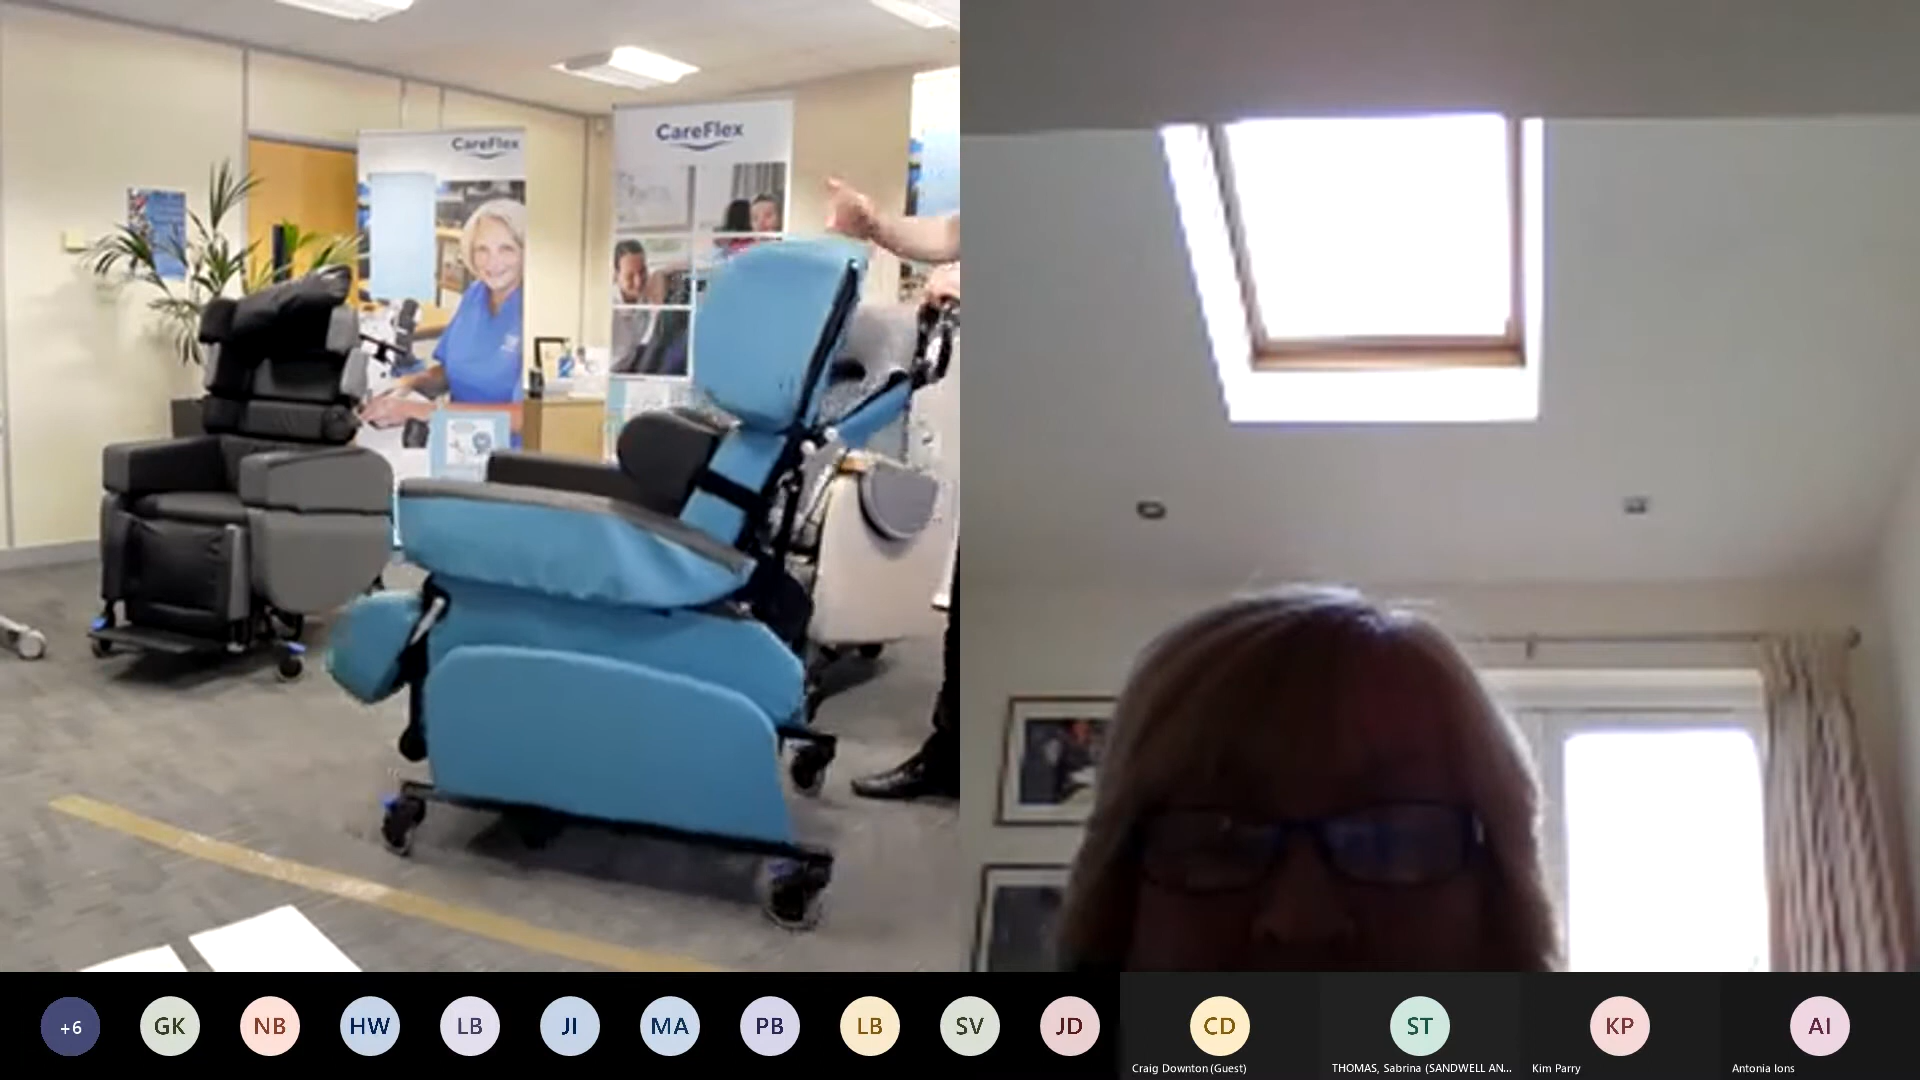 CareFlex
CareFlex
+6
GK
NB
HW
LB
JI
MA
PB
LB
SV
JD
CD
ST
KP
AI
Craig Downton (Guest)
THOMAS, Sabrina (SANDWELL AN...
Kim Parry
Antonia Ions